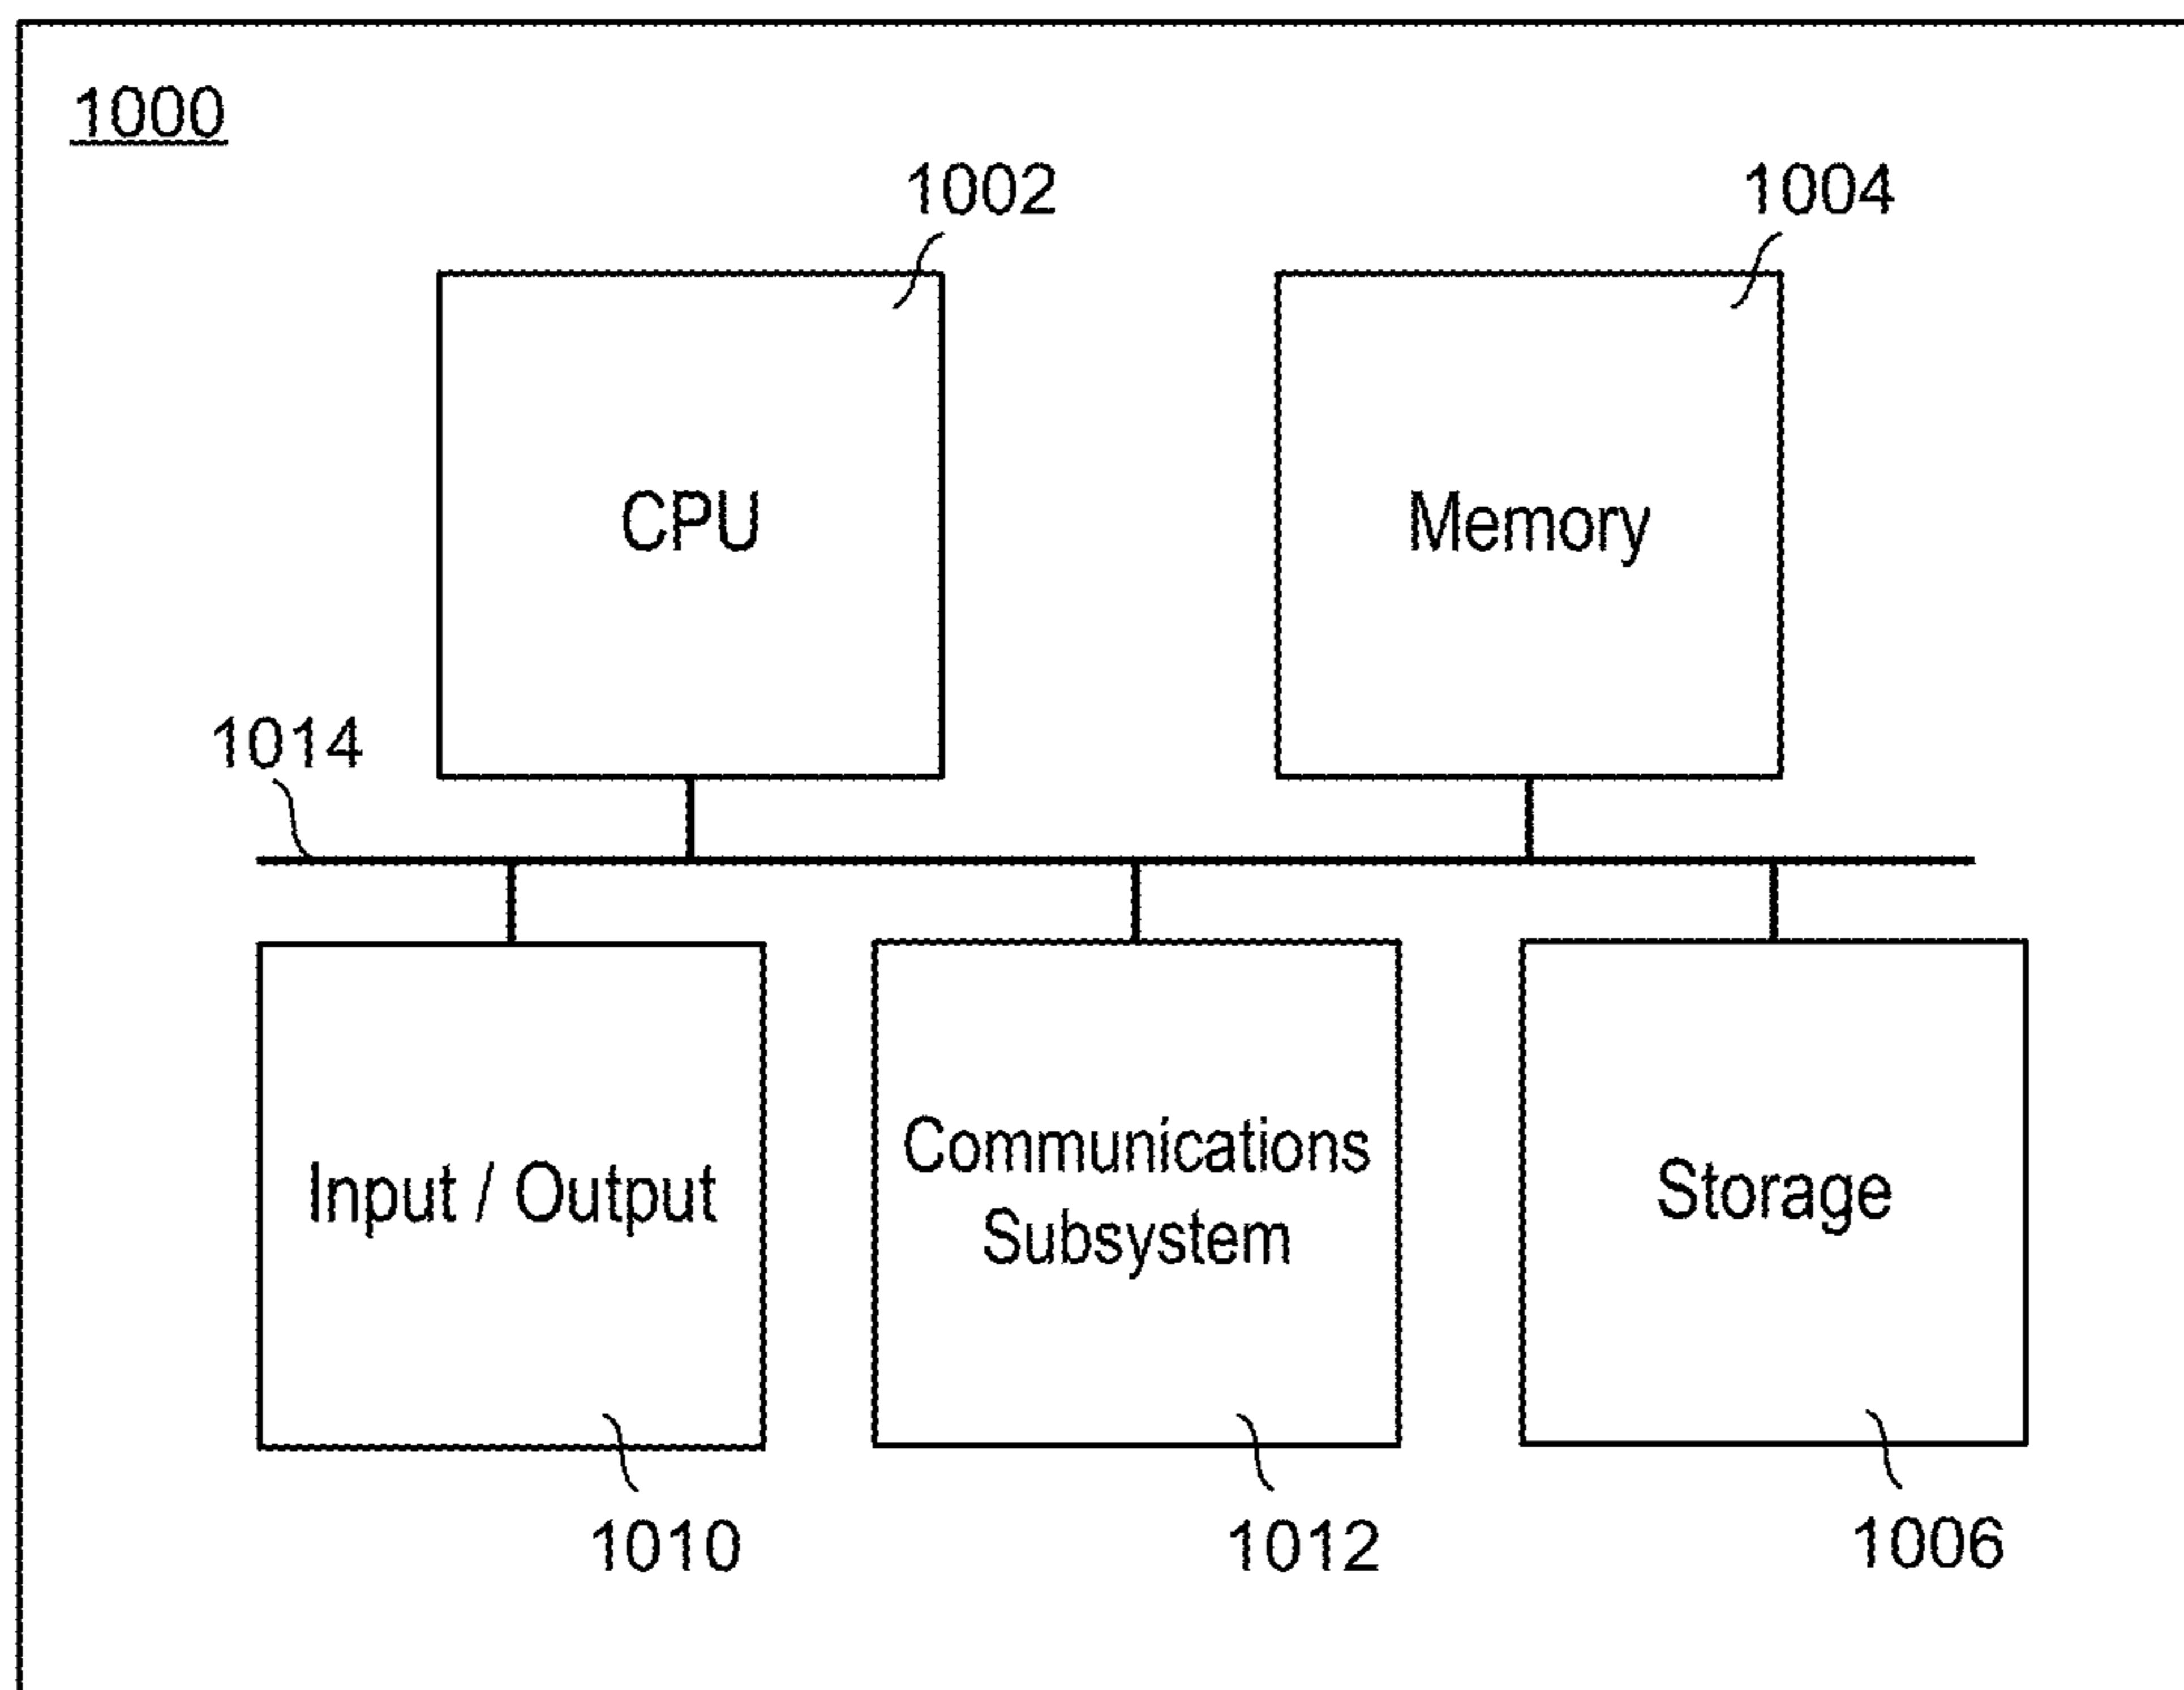 1000
1002
1004
CPU
Memory
1014
Input / Output
Communications
Subsystem
Storage
1010
1012
1006